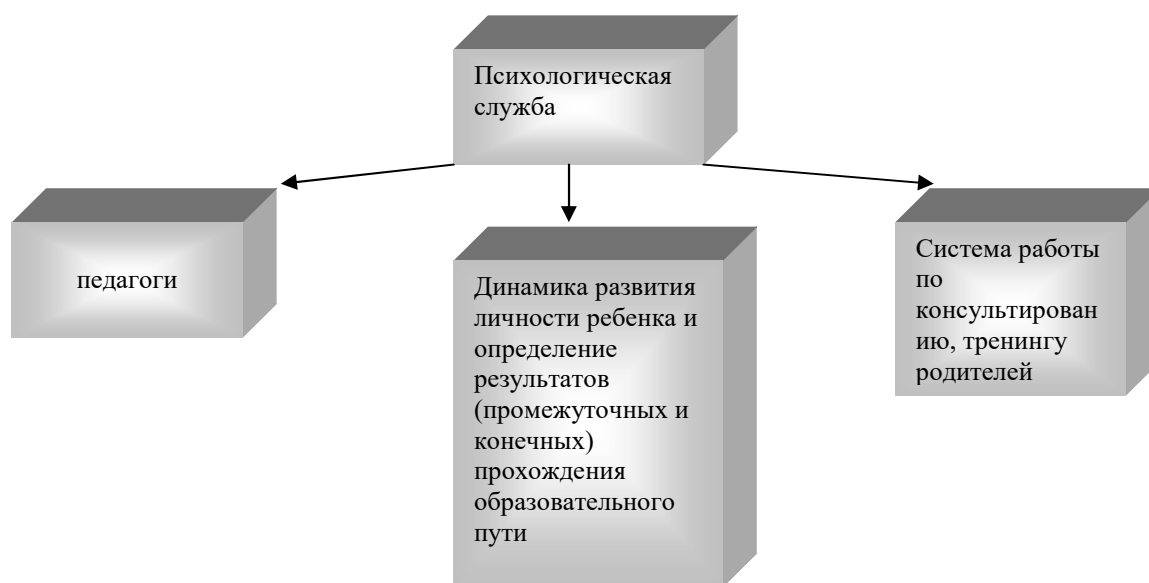 Психологическая
служба
педагоги
Динамика развития
личности ребенка и
определение
результатов
(промежуточных и
конечных)
прохождения
образовательного
пути
Система работы
по
консультирован
ию, тренингу
родителей